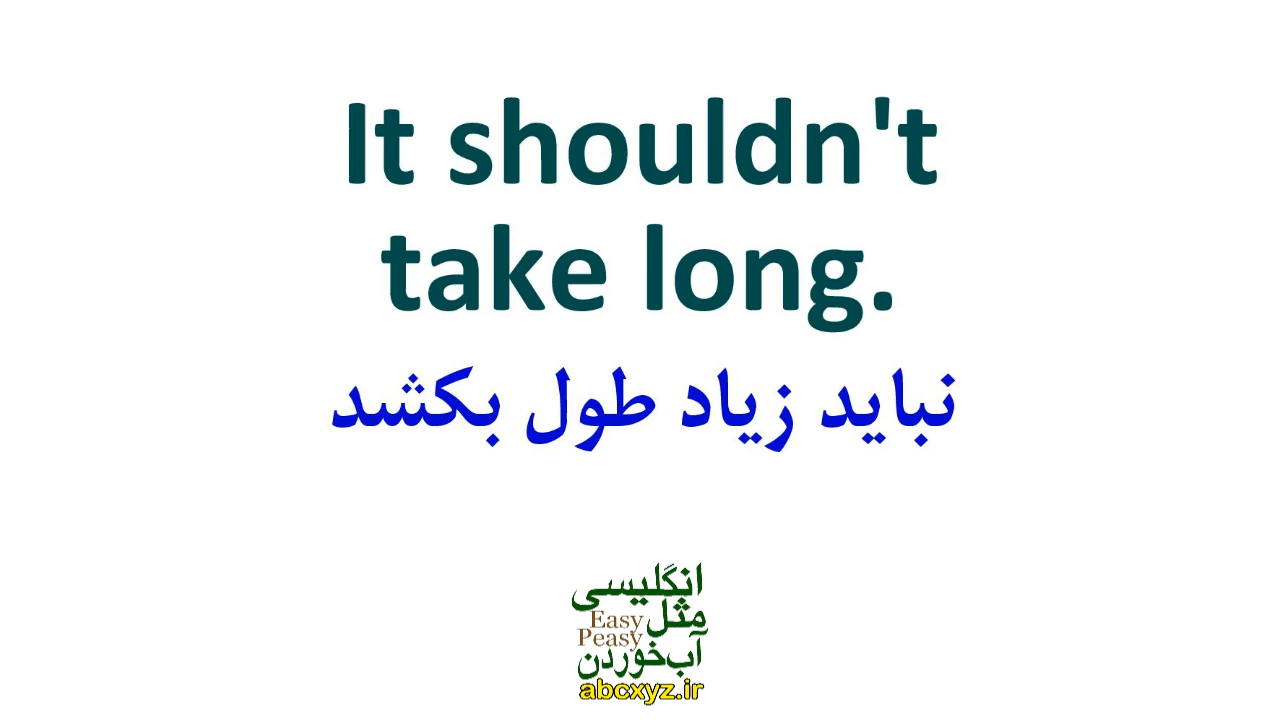 It shouldn't
take long.
نباید زیاد طول بکشد
انگلیسی
مثل
Easy
Peasy
آب‌خوردن
abcxyz.ir